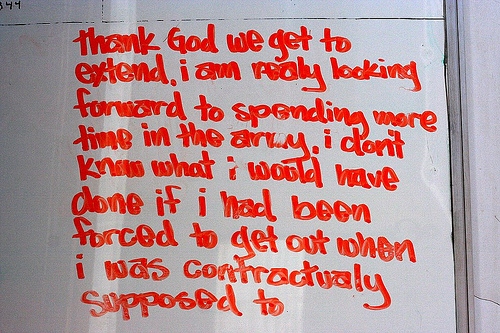 344
thank God we get to
extend. i am realy looking
forward to spending more
time in the army. i don't
know what i would have
done if i had been
forced to get out when
i was contractualy
supposed to